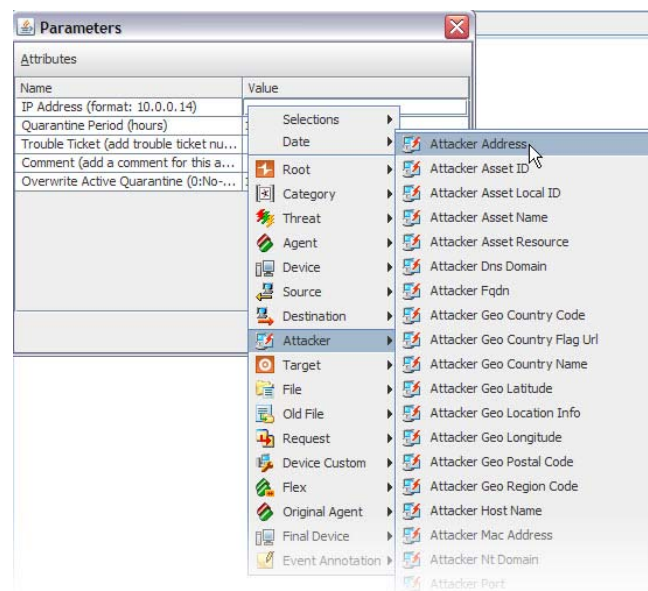 Parameters
Attributes
Name Value
IP Address (format: 10.0.0.14)
Quarantine Period (hours)
Trouble Ticket (add trouble ticket nu...
Comment (add a comment for this a...
Overwrite Active Quarantine (0:No-...
Selections
Date
Root
Category
Threat
Agent
Device
Source
Destination
Attacker
Target
File
Old File
Request
Device Custom
Flex
Original Agent
Final Device
Event Annotation
Attacker Address
Attacker Asset ID
Attacker Asset Local ID
Attacker Asset Name
Attacker Asset Resource
Attacker Dns Domain
Attacker Fqdn
Attacker Geo Country Code
Attacker Geo Country Flag Url
Attacker Geo Country Name
Attacker Geo Latitude
Attacker Geo Location Info
Attacker Geo Longitude
Attacker Geo Postal Code
Attacker Geo Region Code
Attacker Host Name
Attacker Mac Address
Attacker Nt Domain
Attacker Port